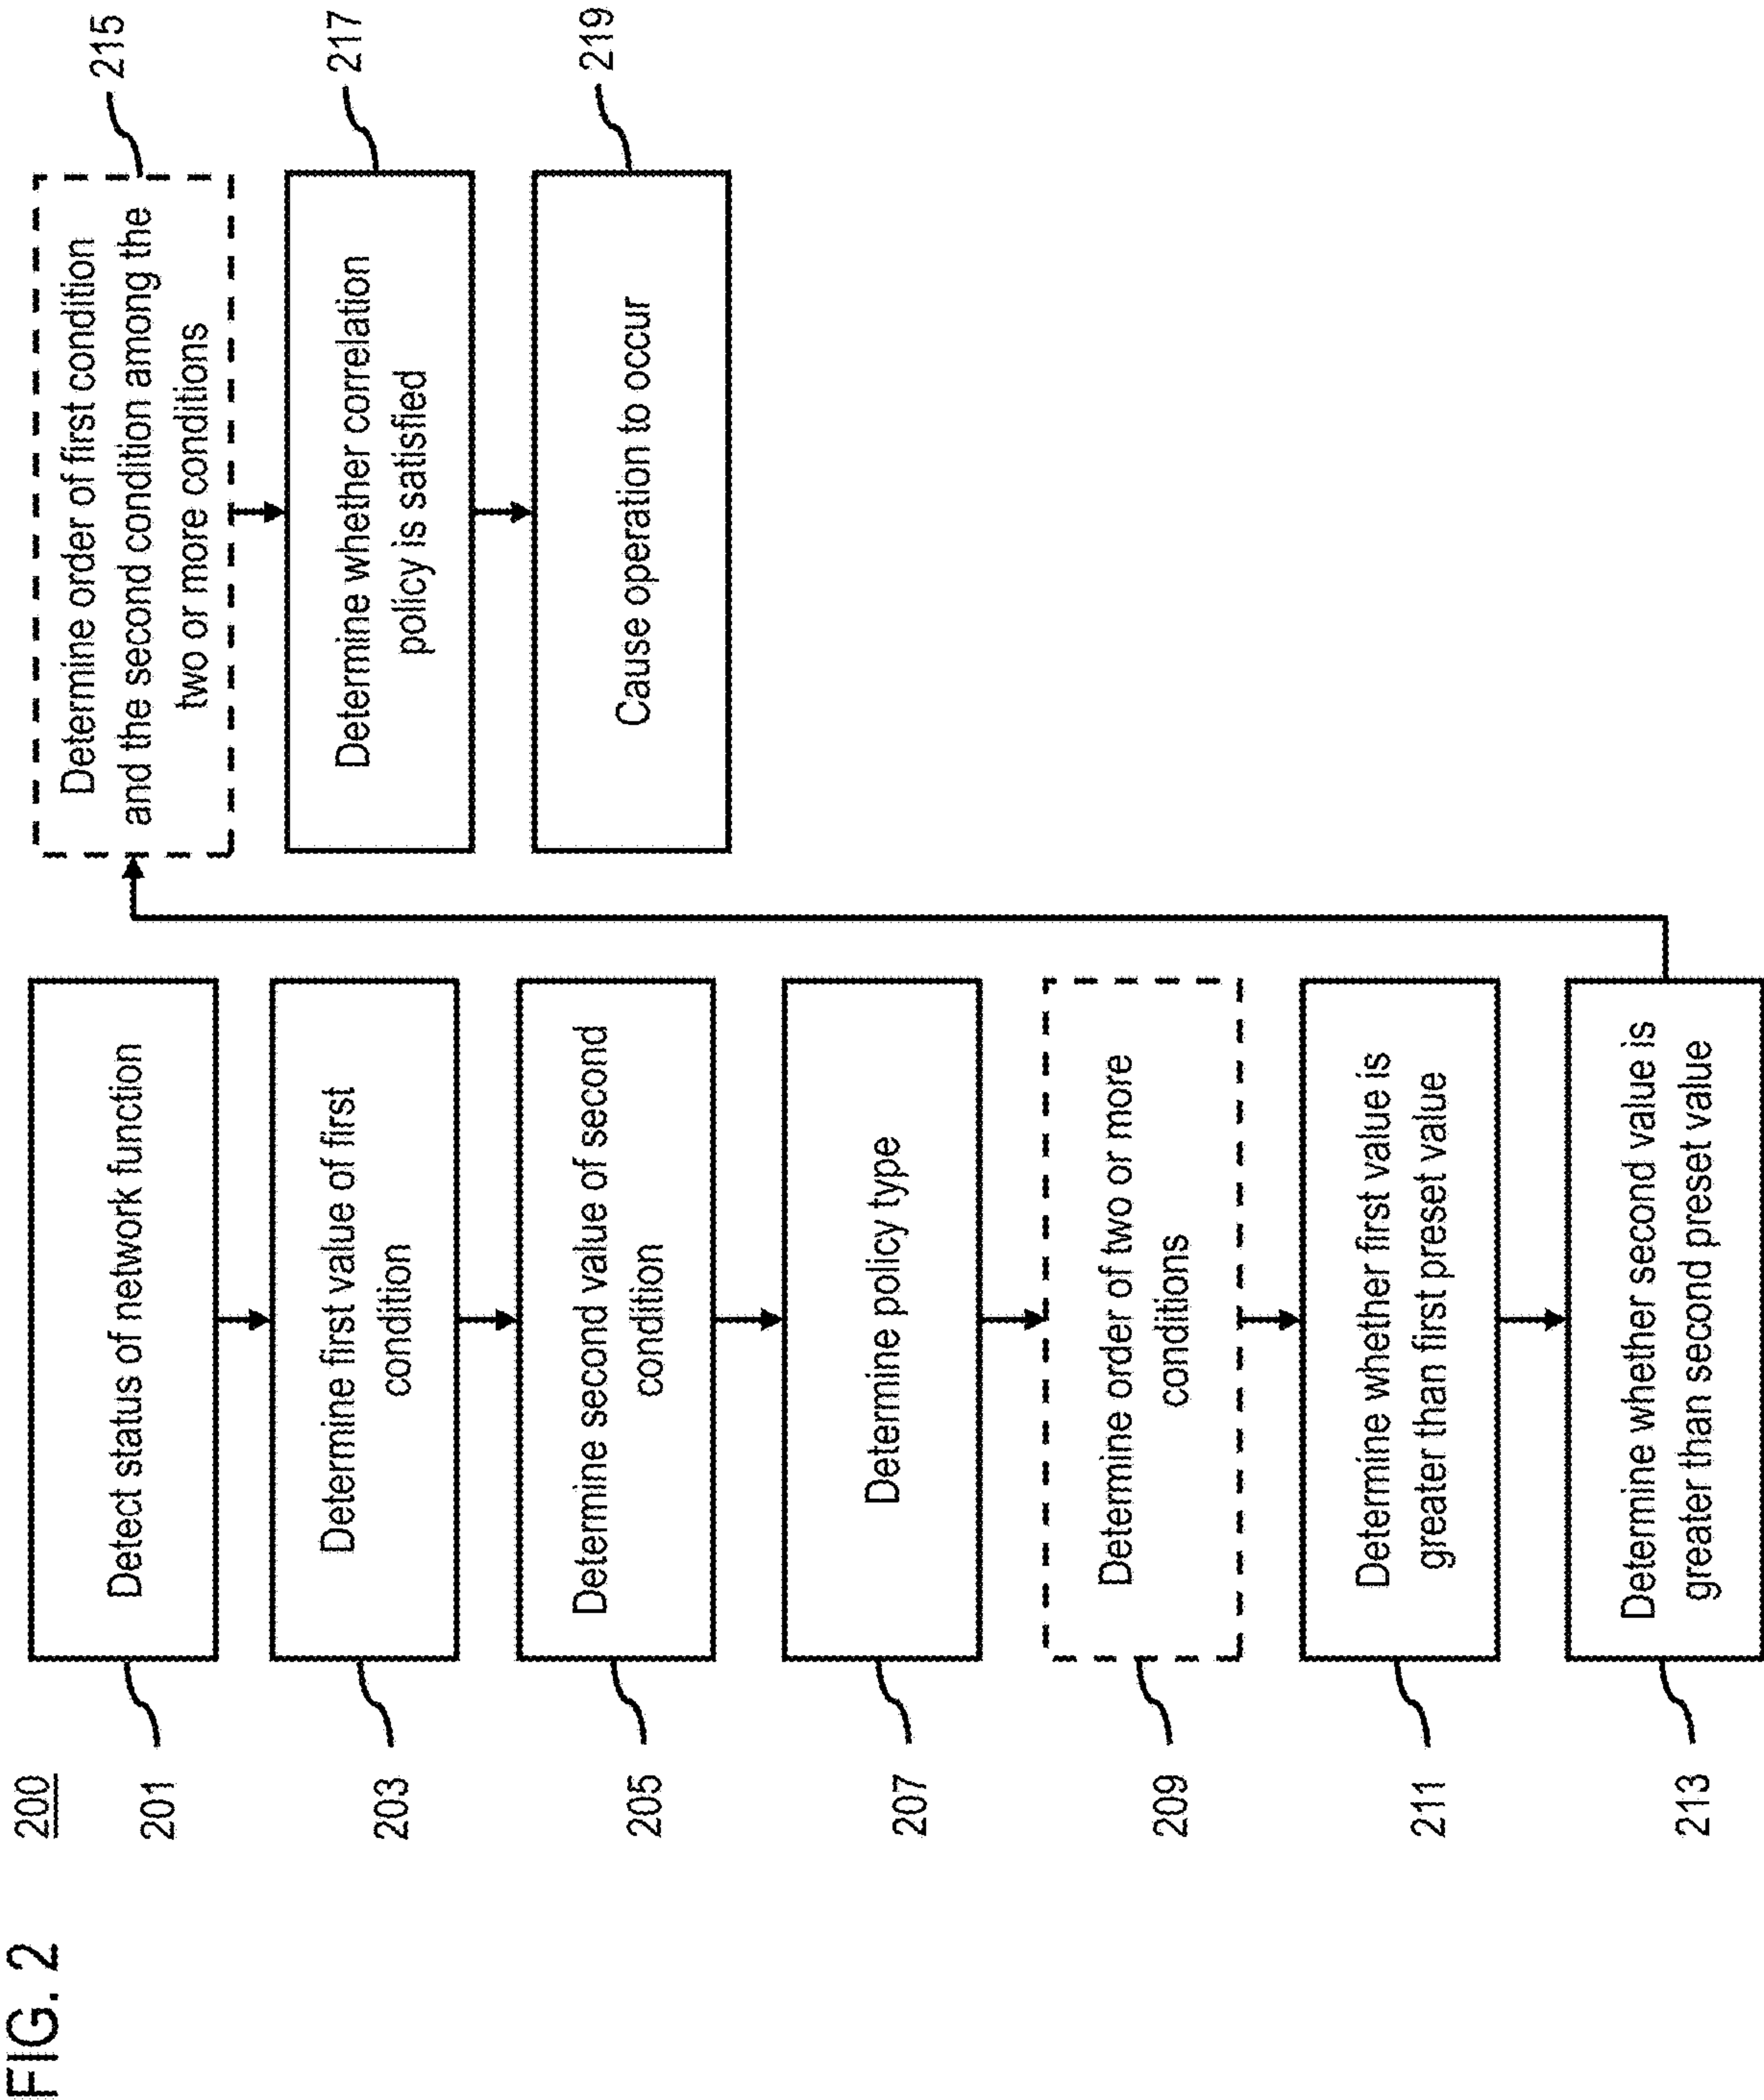 FIG. 2
200
201
Detect status of network function
203
Determine first value of first
condition
205
Determine second value of second
condition
207
Determine policy type
209
Determine order of two or more
conditions
211
Determine whether first value is
greater than first preset value
213
Determine whether second value is
greater than second preset value
215
Determine order of first condition
and the second condition among the
two or more conditions
217
Determine whether correlation
policy is satisfied
219
Cause operation to occur